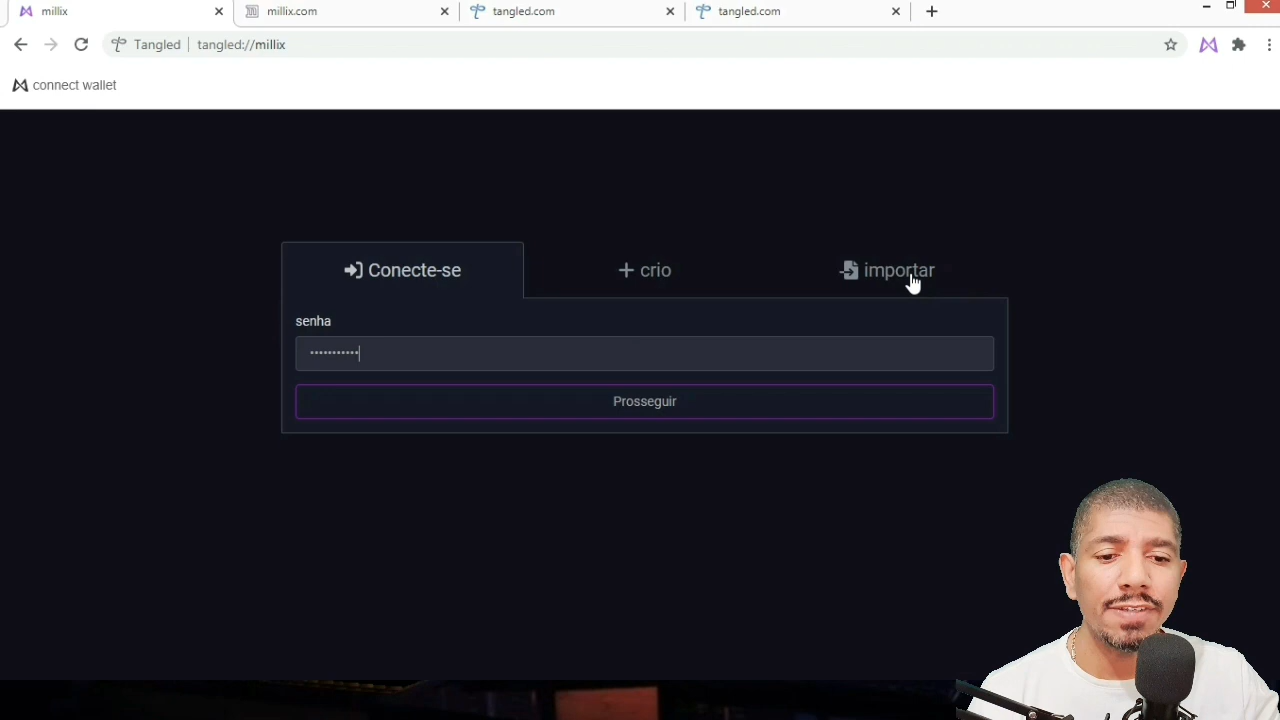 millix
millix.com
tangled.com
tangled.com
Tangled
tangled://millix
connect wallet
Conecte-se
+ crio
importar
senha
Prosseguir